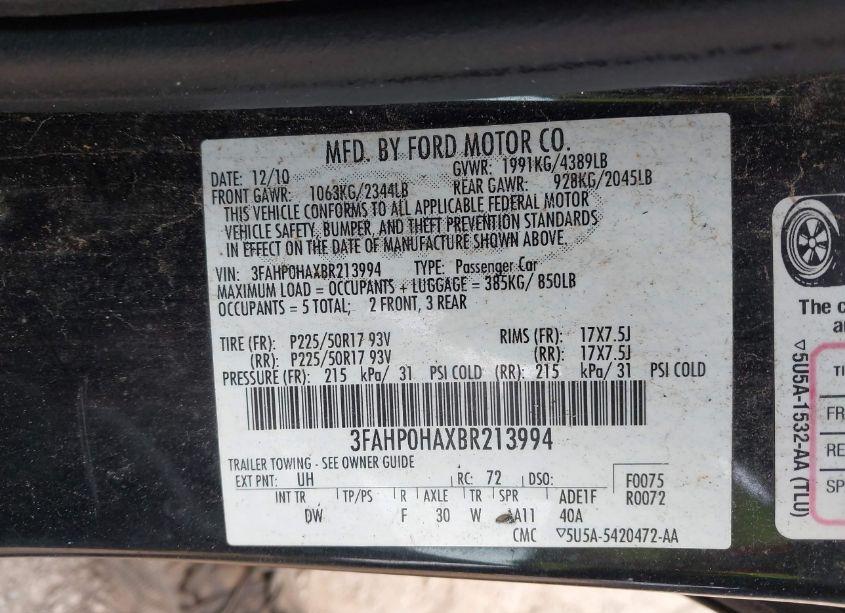 MFD. BY FORD MOTOR CO.
DATE: 12/10 GVWR: 1991KG/4389LB
FRONT GAWR: 1063KG/2344LB REAR GAWR: 928KG/2045LB
THIS VEHICLE CONFORMS TO ALL APPLICABLE FEDERAL MOTOR
VEHICLE SAFETY, BUMPER, AND THEFT PREVENTION STANDARDS
IN EFFECT ON THE DATE OF MANUFACTURE SHOWN ABOVE.
VIN: 3FAHP0HAXBR213994 TYPE: Passenger Car
MAXIMUM LOAD = OCCUPANTS + LUGGAGE = 385KG/ 850LB
OCCUPANTS = 5 TOTAL; 2 FRONT, 3 REAR
TIRE (FR): P225/50R17 93V RIMS (FR): 17X7.5J
(RR): P225/50R17 93V (RR): 17X7.5J
PRESSURE (FR): 215 kPa/ 31 PSI COLD (RR): 215 kPa/ 31 PSI COLD
3FAHP0HAXBR213994
TRAILER TOWING - SEE OWNER GUIDE
EXT PNT: UH RC: 72 DSO: F0075
INT TR TP/PS R AXLE TR SPR ADE1F R0072
DW F 30 W AA11 40A
CMC ▽5U5A-5420472-AA
The c
a
TI
FR
RE
SP
▽5U5A-1532-AA (TLU)